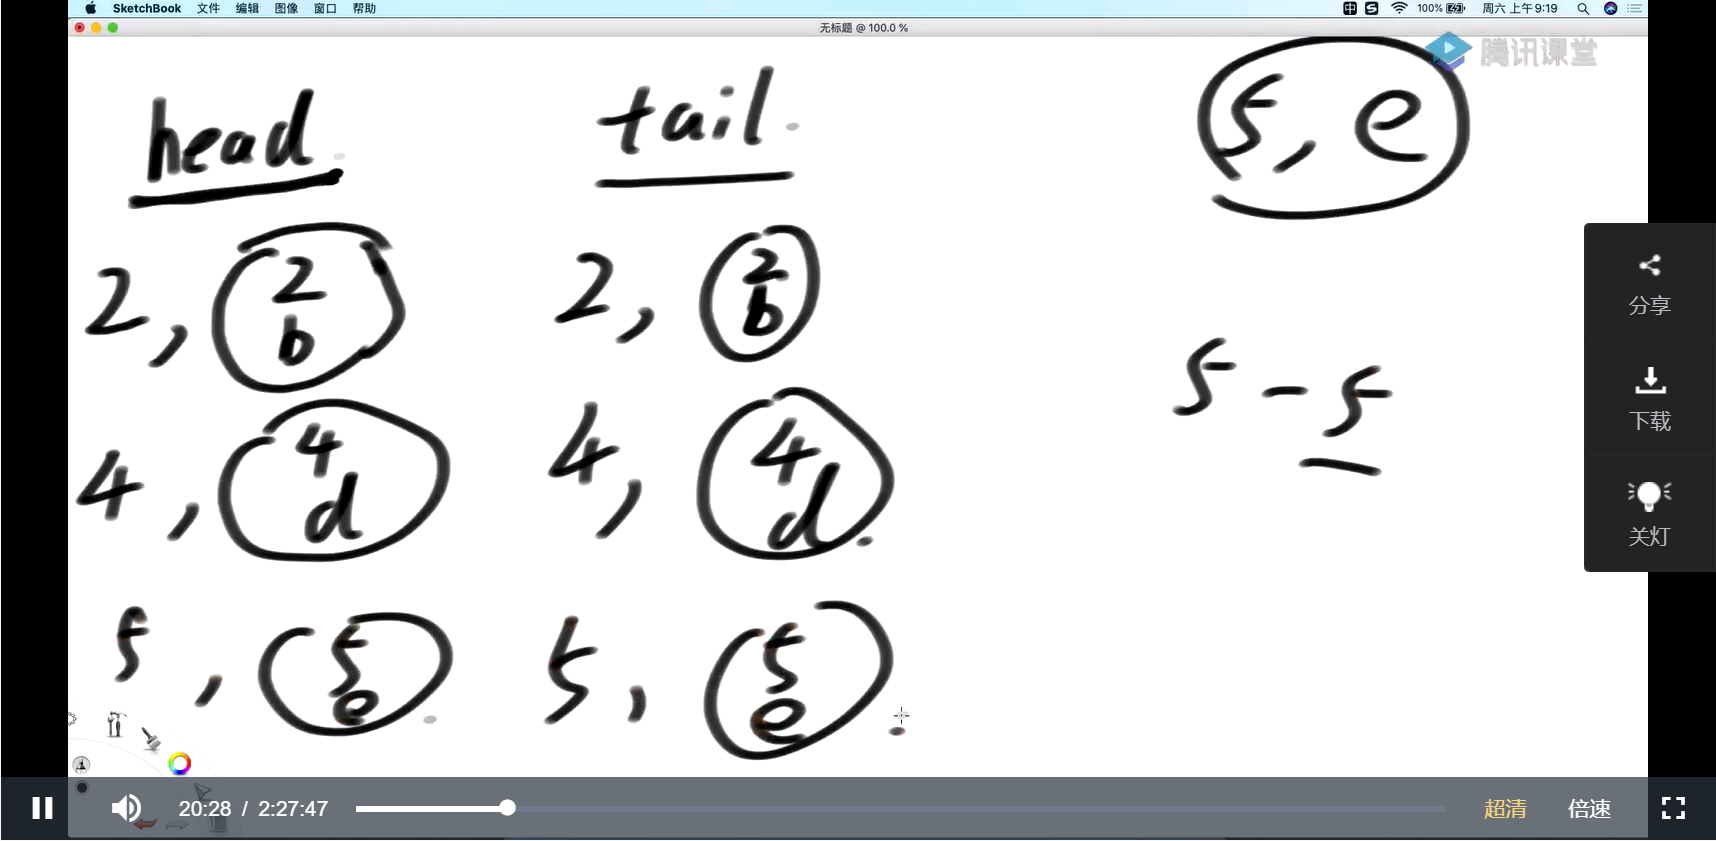 SketchBook 文件 编辑 图像 窗口 帮助 100% 周六 上午9:19
无标题 @ 100.0 %
腾讯课堂
head tail 5, e
2, 2 b 2, 2 b
4, 4 d 4, 4 d
5 - 5
5, 5 e 5, 5 e
分享
下载
关灯
20:28 / 2:27:47 超清 倍速